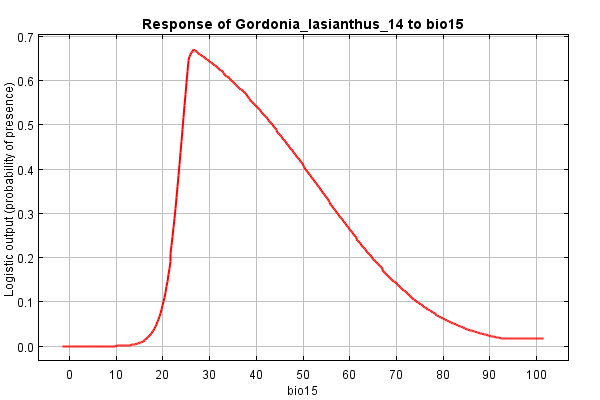 Response of Gordonia_lasianthus_14 to bio15
Logistic output (probability of presence)
0.7
0.6
0.5
0.4
0.3
0.2
0.1
0.0
0 10 20 30 40 50 60 70 80 90 100
bio15